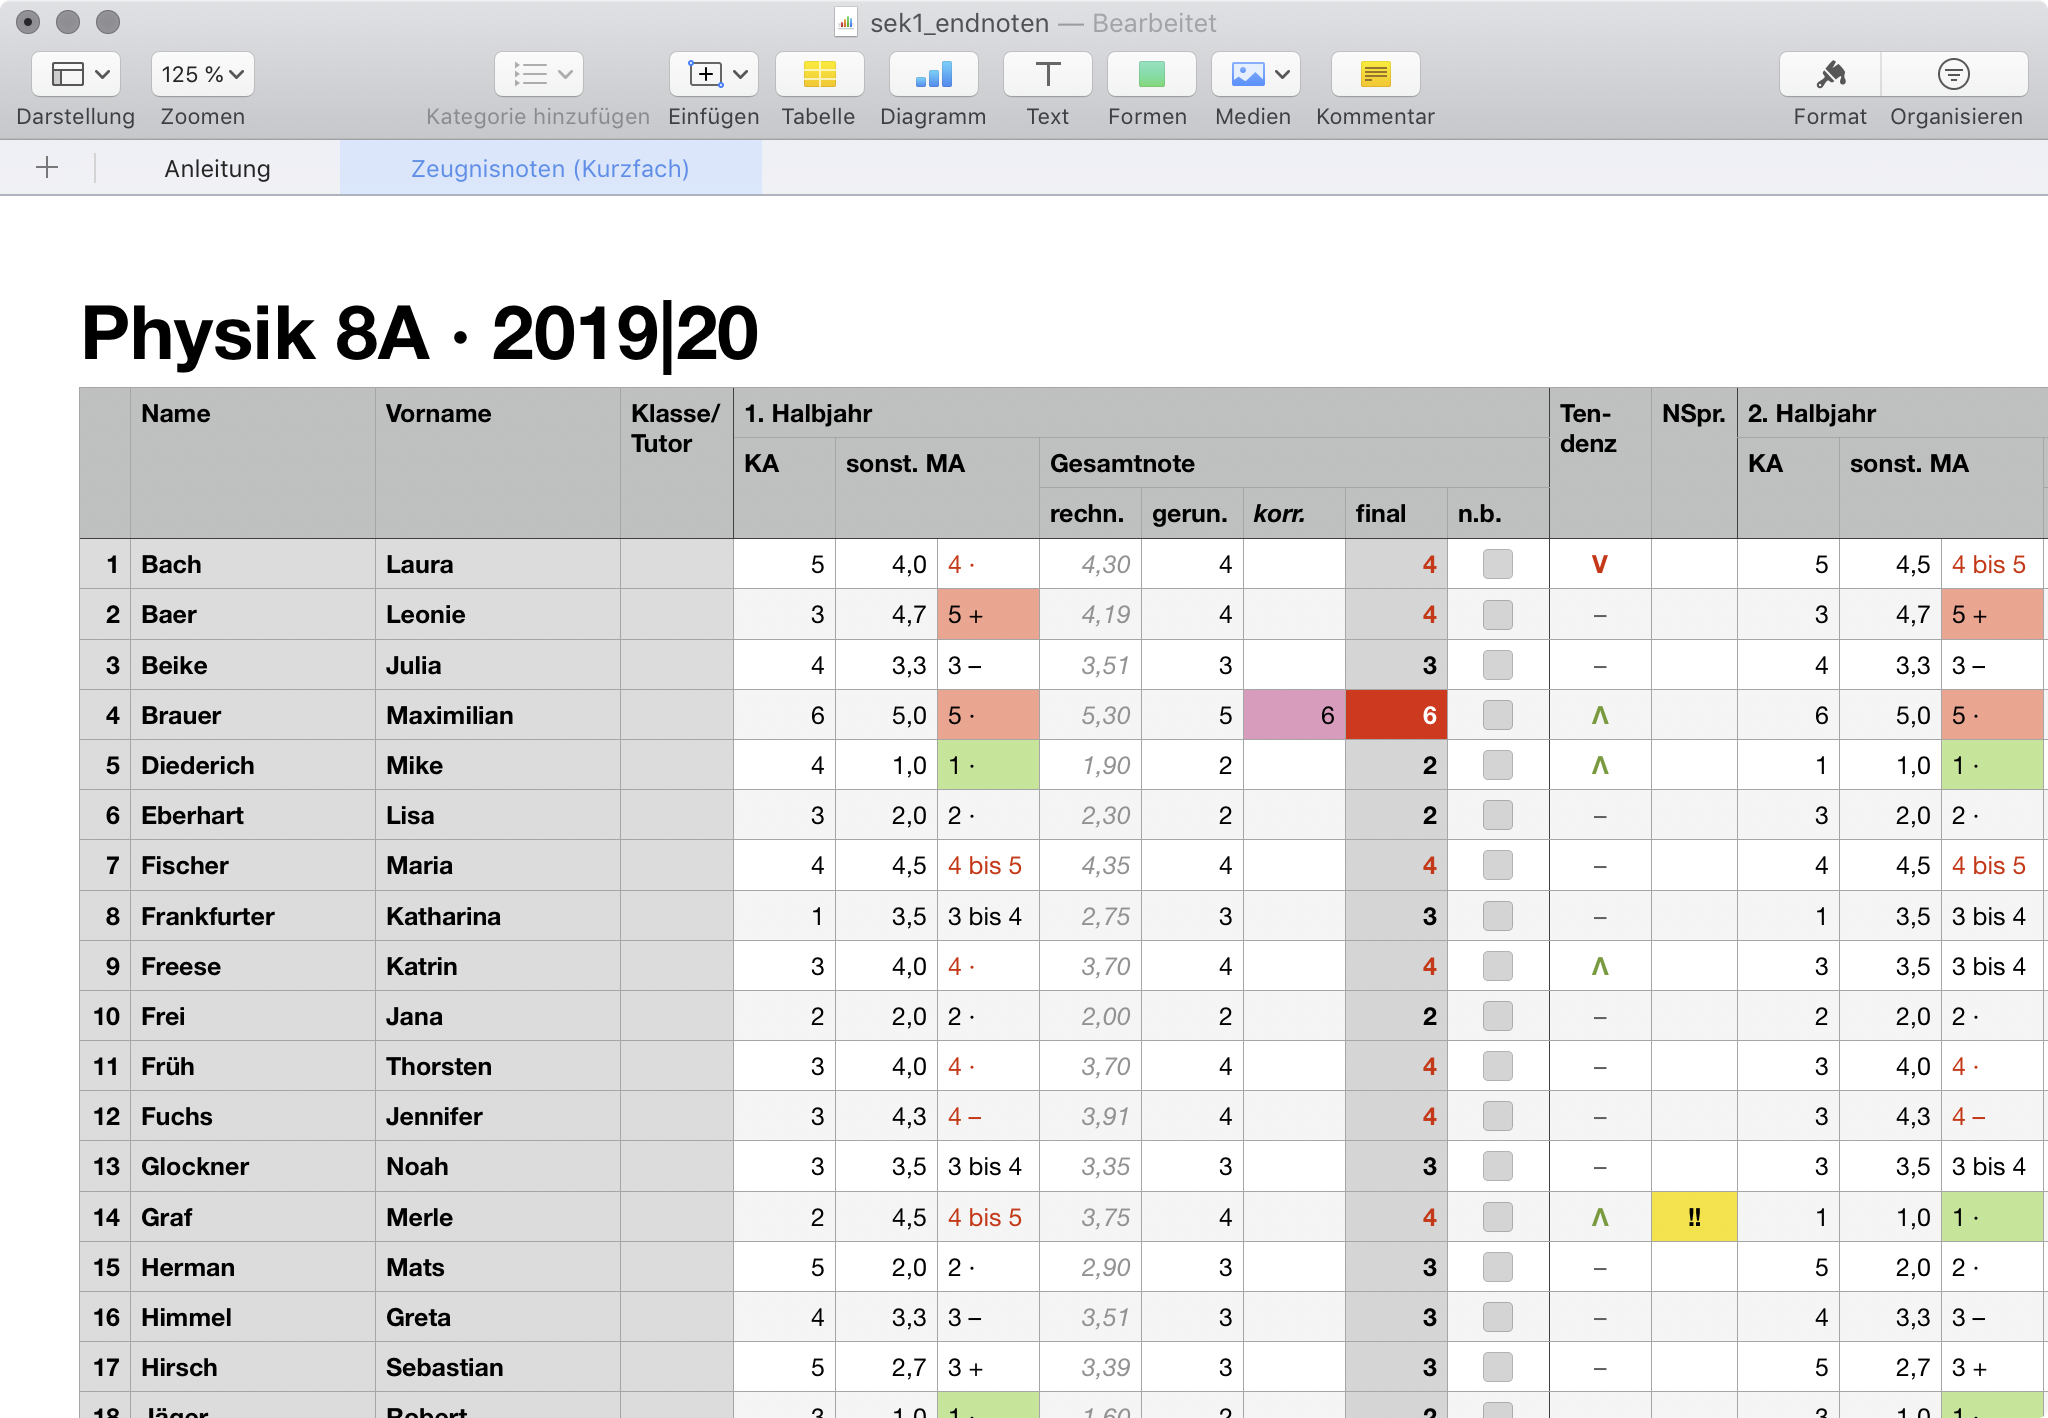 sek1_endnoten — Bearbeitet
125 %
Darstellung Zoomen Kategorie hinzufügen Einfügen Tabelle Diagramm Text Formen Medien Kommentar Format Organisieren
Anleitung Zeugnisnoten (Kurzfach)
Physik 8A · 2019|20
Name Vorname Klasse/ 1. Halbjahr Ten- NSpr. 2. Halbjahr
Tutor denz
KA sonst. MA Gesamtnote KA sonst. MA
rechn. gerun. korr. final n.b.
1 Bach Laura 5 4,0 4 · 4,30 4 4 V 5 4,5 4 bis 5
2 Baer Leonie 3 4,7 5 + 4,19 4 4 – 3 4,7 5 +
3 Beike Julia 4 3,3 3 – 3,51 3 3 – 4 3,3 3 –
4 Brauer Maximilian 6 5,0 5 · 5,30 5 6 6 Λ 6 5,0 5 ·
5 Diederich Mike 4 1,0 1 · 1,90 2 2 Λ 1 1,0 1 ·
6 Eberhart Lisa 3 2,0 2 · 2,30 2 2 – 3 2,0 2 ·
7 Fischer Maria 4 4,5 4 bis 5 4,35 4 4 – 4 4,5 4 bis 5
8 Frankfurter Katharina 1 3,5 3 bis 4 2,75 3 3 – 1 3,5 3 bis 4
9 Freese Katrin 3 4,0 4 · 3,70 4 4 Λ 3 3,5 3 bis 4
10 Frei Jana 2 2,0 2 · 2,00 2 2 – 2 2,0 2 ·
11 Früh Thorsten 3 4,0 4 · 3,70 4 4 – 3 4,0 4 ·
12 Fuchs Jennifer 3 4,3 4 – 3,91 4 4 – 3 4,3 4 –
13 Glockner Noah 3 3,5 3 bis 4 3,35 3 3 – 3 3,5 3 bis 4
14 Graf Merle 2 4,5 4 bis 5 3,75 4 4 Λ !! 1 1,0 1 ·
15 Herman Mats 5 2,0 2 · 2,90 3 3 – 5 2,0 2 ·
16 Himmel Greta 4 3,3 3 – 3,51 3 3 – 4 3,3 3 –
17 Hirsch Sebastian 5 2,7 3 + 3,39 3 3 – 5 2,7 3 +
18 Jäger Robert 3 1,0 1 · 1,60 2 2 3 1,0 1 ·